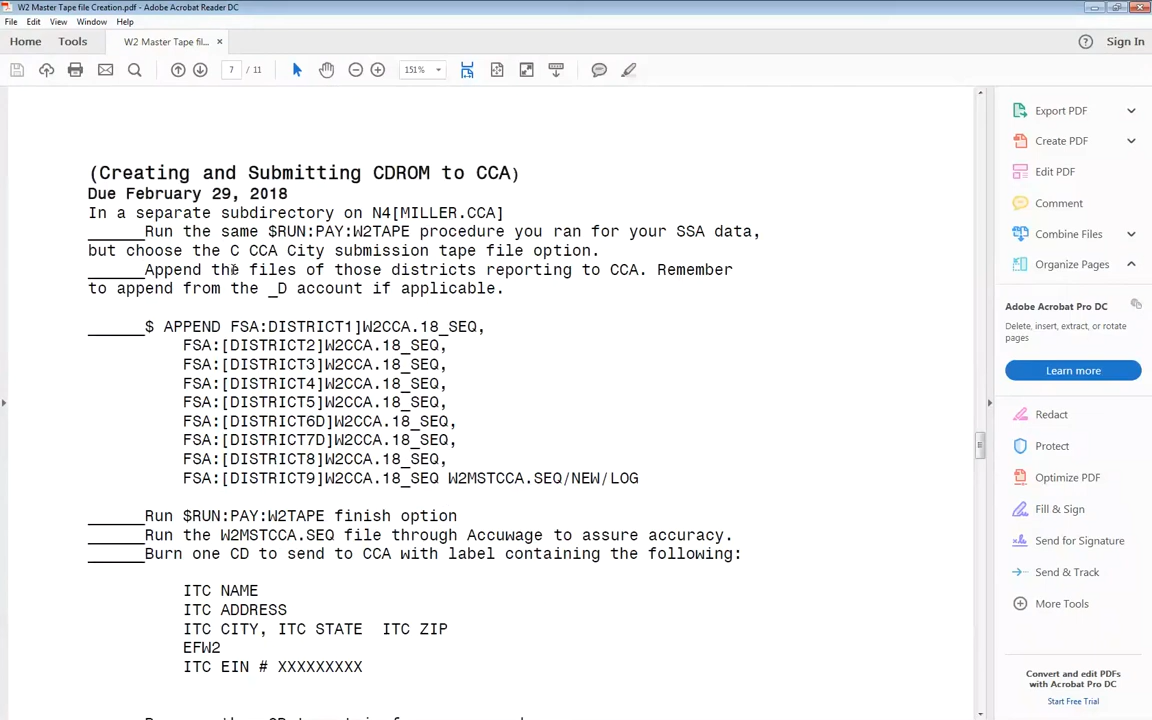 W2 Master Tape file Creation.pdf - Adobe Acrobat Reader DC
File Edit View Window Help
Home Tools W2 Master Tape fil... × Sign In
7 / 11 151%
(Creating and Submitting CDROM to CCA)
Due February 29, 2018
In a separate subdirectory on N4[MILLER.CCA]
______Run the same $RUN:PAY:W2TAPE procedure you ran for your SSA data,
but choose the C CCA City submission tape file option.
______Append the files of those districts reporting to CCA. Remember
to append from the _D account if applicable.
______$ APPEND FSA:DISTRICT1]W2CCA.18_SEQ,
FSA:[DISTRICT2]W2CCA.18_SEQ,
FSA:[DISTRICT3]W2CCA.18_SEQ,
FSA:[DISTRICT4]W2CCA.18_SEQ,
FSA:[DISTRICT5]W2CCA.18_SEQ,
FSA:[DISTRICT6D]W2CCA.18_SEQ,
FSA:[DISTRICT7D]W2CCA.18_SEQ,
FSA:[DISTRICT8]W2CCA.18_SEQ,
FSA:[DISTRICT9]W2CCA.18_SEQ W2MSTCCA.SEQ/NEW/LOG
______Run $RUN:PAY:W2TAPE finish option
______Run the W2MSTCCA.SEQ file through Accuwage to assure accuracy.
______Burn one CD to send to CCA with label containing the following:
ITC NAME
ITC ADDRESS
ITC CITY, ITC STATE ITC ZIP
EFW2
ITC EIN # XXXXXXXXX
Export PDF
Create PDF
Edit PDF
Comment
Combine Files
Organize Pages
Adobe Acrobat Pro DC
Delete, insert, extract, or rotate
pages
Learn more
Redact
Protect
Optimize PDF
Fill & Sign
Send for Signature
Send & Track
More Tools
Convert and edit PDFs
with Acrobat Pro DC
Start Free Trial